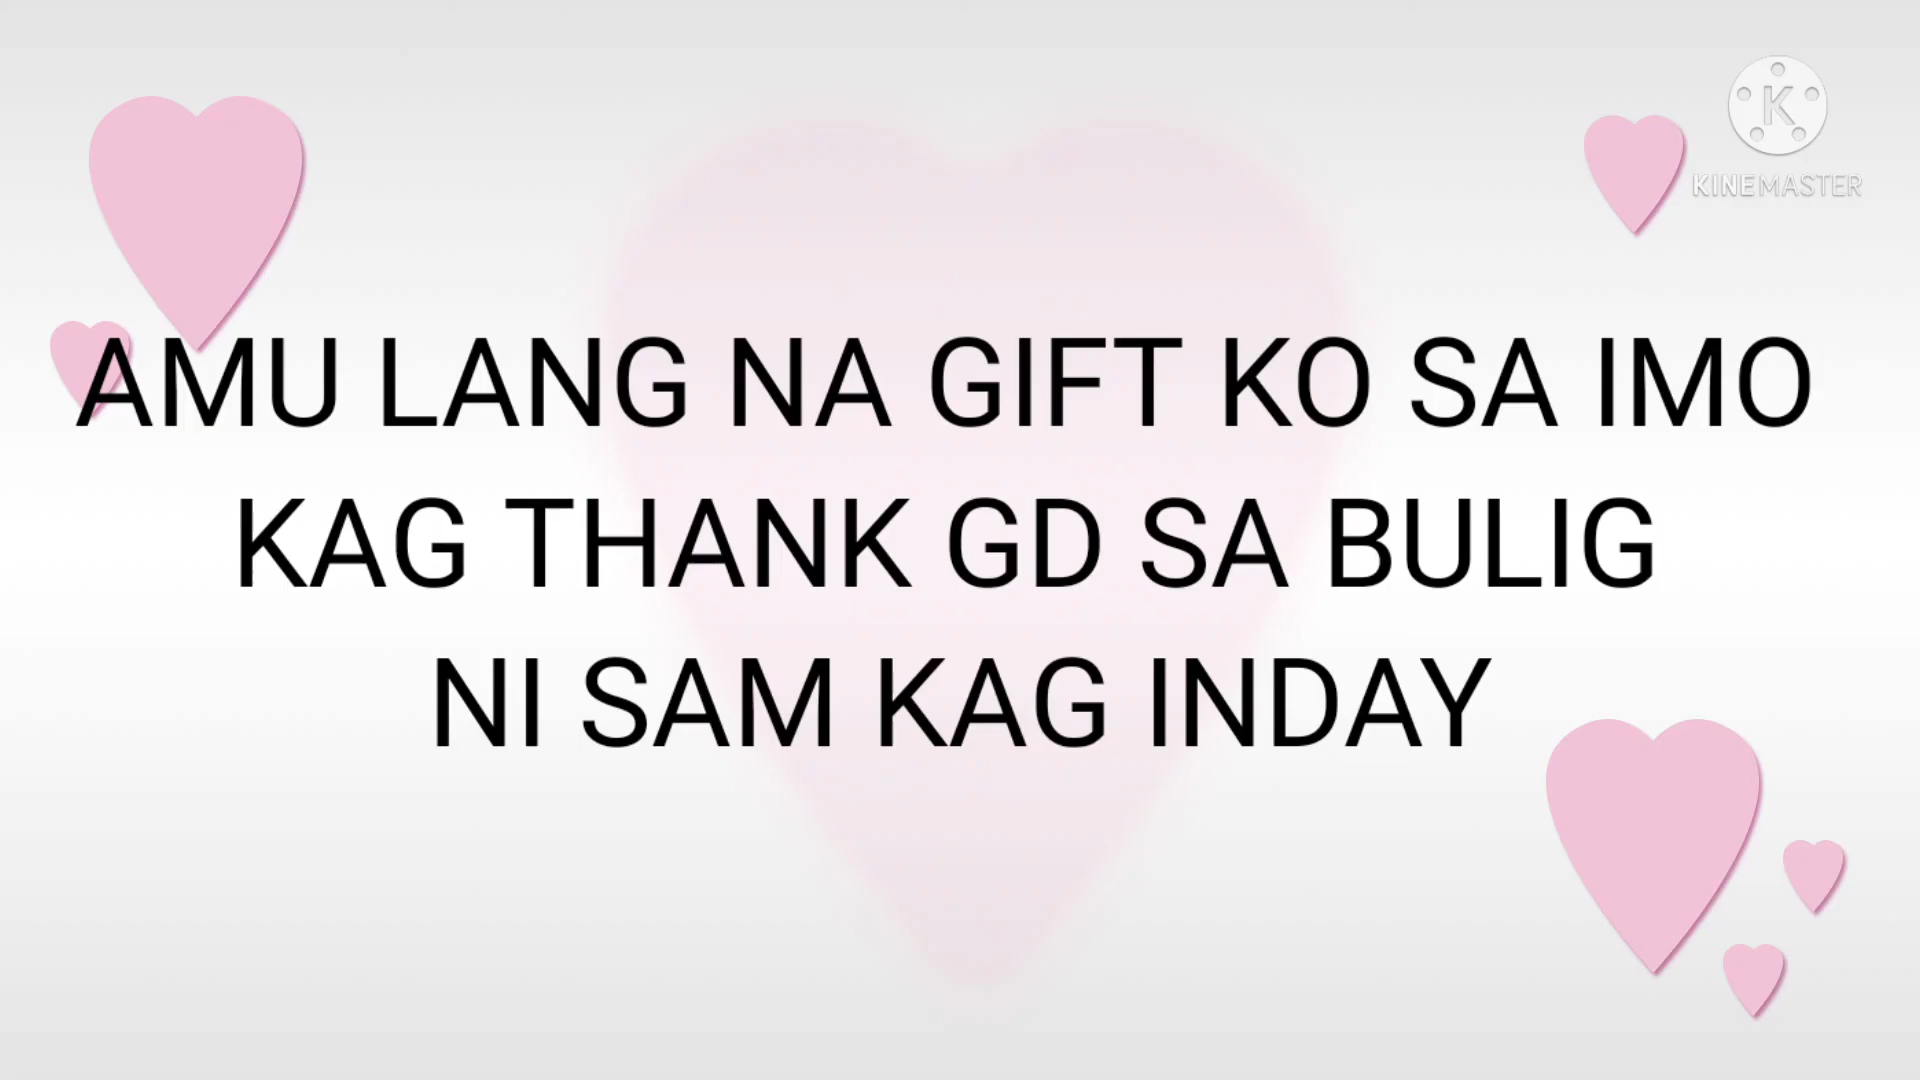 K
KINEMASTER
AMU LANG NA GIFT KO SA IMO
KAG THANK GD SA BULIG
NI SAM KAG INDAY